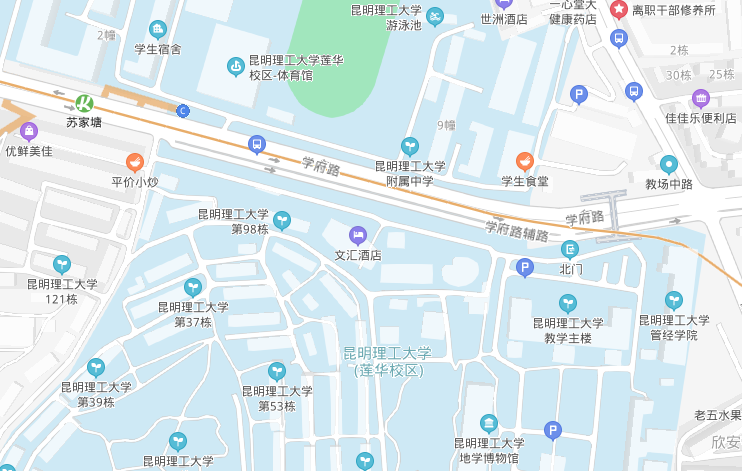 昆明理工大学
游泳池
世洲酒店
一心堂大
健康药店
离职干部修养所
2幢
学生宿舍
昆明理工大学莲华
校区-体育馆
2栋
30栋
25栋
佳佳乐便利店
C
P
苏家塘
9幢
优鲜美佳
平价小炒
学府路
昆明理工大学
附属中学
学生食堂
教场中路
昆明理工大学
第98栋
文汇酒店
学府路辅路
学府路
北门
P
昆明理工大学
121栋
昆明理工大学
第37栋
昆明理工大学
教学主楼
昆明理工大学
管经学院
昆明理工大学
(莲华校区)
昆明理工大学
第39栋
昆明理工大学
第53栋
昆明理工大学
地学博物馆
P
老五水果
欣安
昆明理工大学